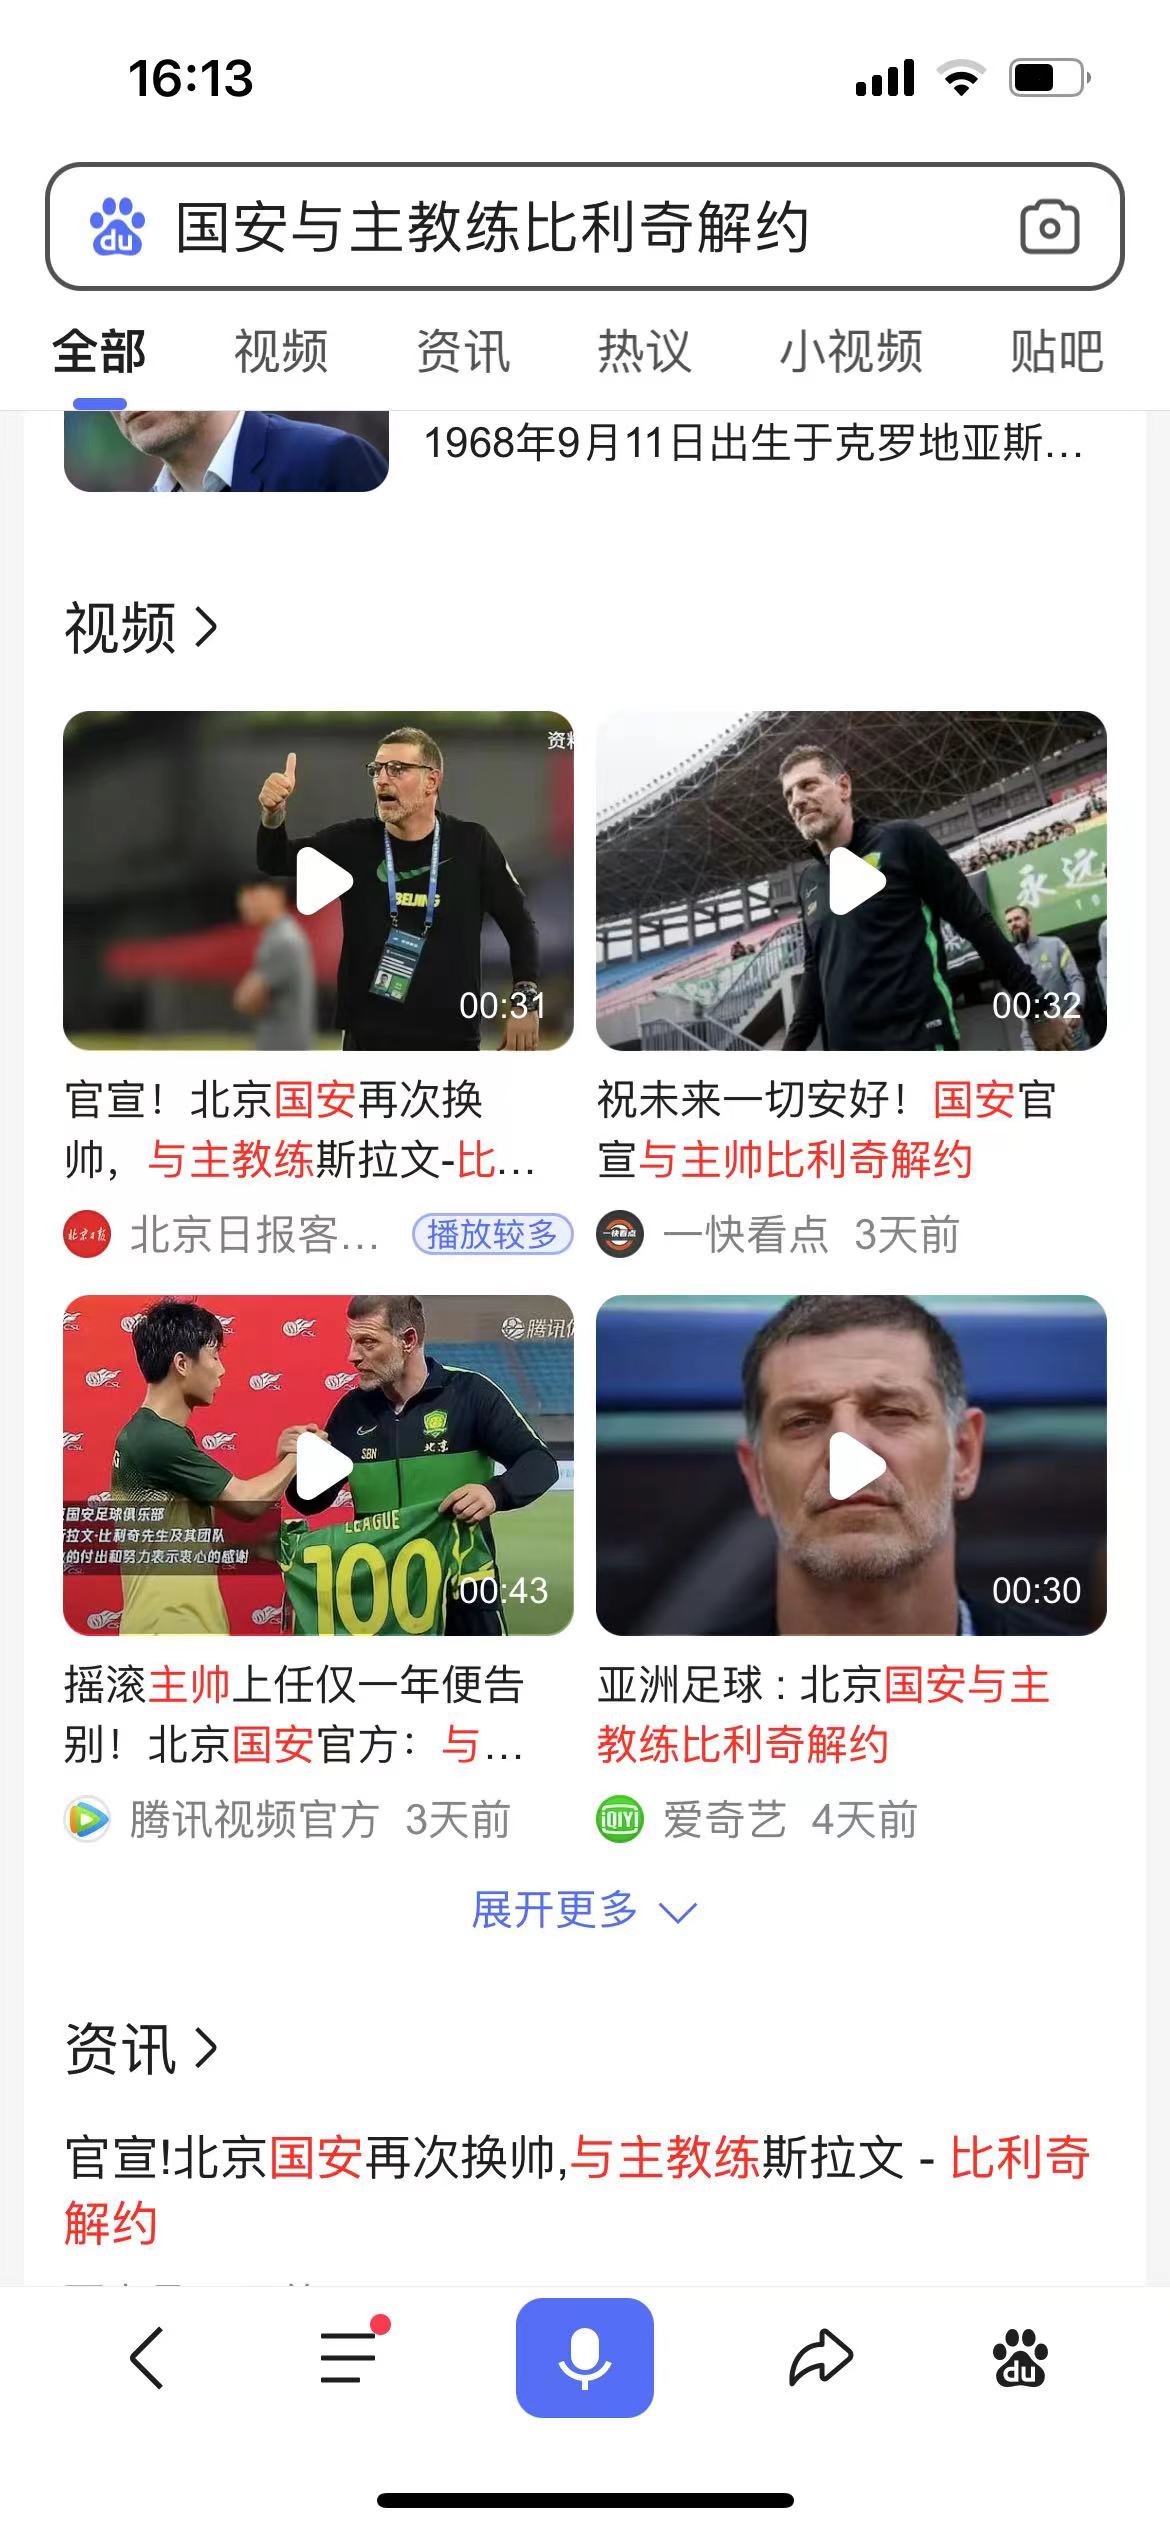 16:13
du 国安与主教练比利奇解约
全部 视频 资讯 热议 小视频 贴吧
1968年9月11日出生于克罗地亚斯...
视频
资料
BEIJING
00:31
永远
00:32
官宣！北京国安再次换
帅，与主教练斯拉文-比...
北京日报客... 播放较多
祝未来一切安好！国安官
宣与主帅比利奇解约
一快看点 3天前
腾讯体
CSL
SBN
北京
国安足球俱乐部
拉文·比利奇先生及其团队
的付出和努力表示衷心的感谢
LEAGUE
100
00:43
00:30
摇滚主帅上任仅一年便告
别！北京国安官方：与...
腾讯视频官方 3天前
亚洲足球 : 北京国安与主
教练比利奇解约
iQIYI 爱奇艺 4天前
展开更多
资讯
官宣!北京国安再次换帅,与主教练斯拉文 - 比利奇
解约
du